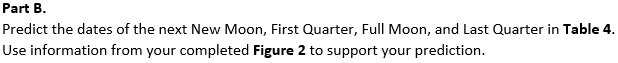 Part B.
Predict the dates of the next New Moon, First Quarter, Full Moon, and Last Quarter in Table 4.
Use information from your completed Figure 2 to support your prediction.